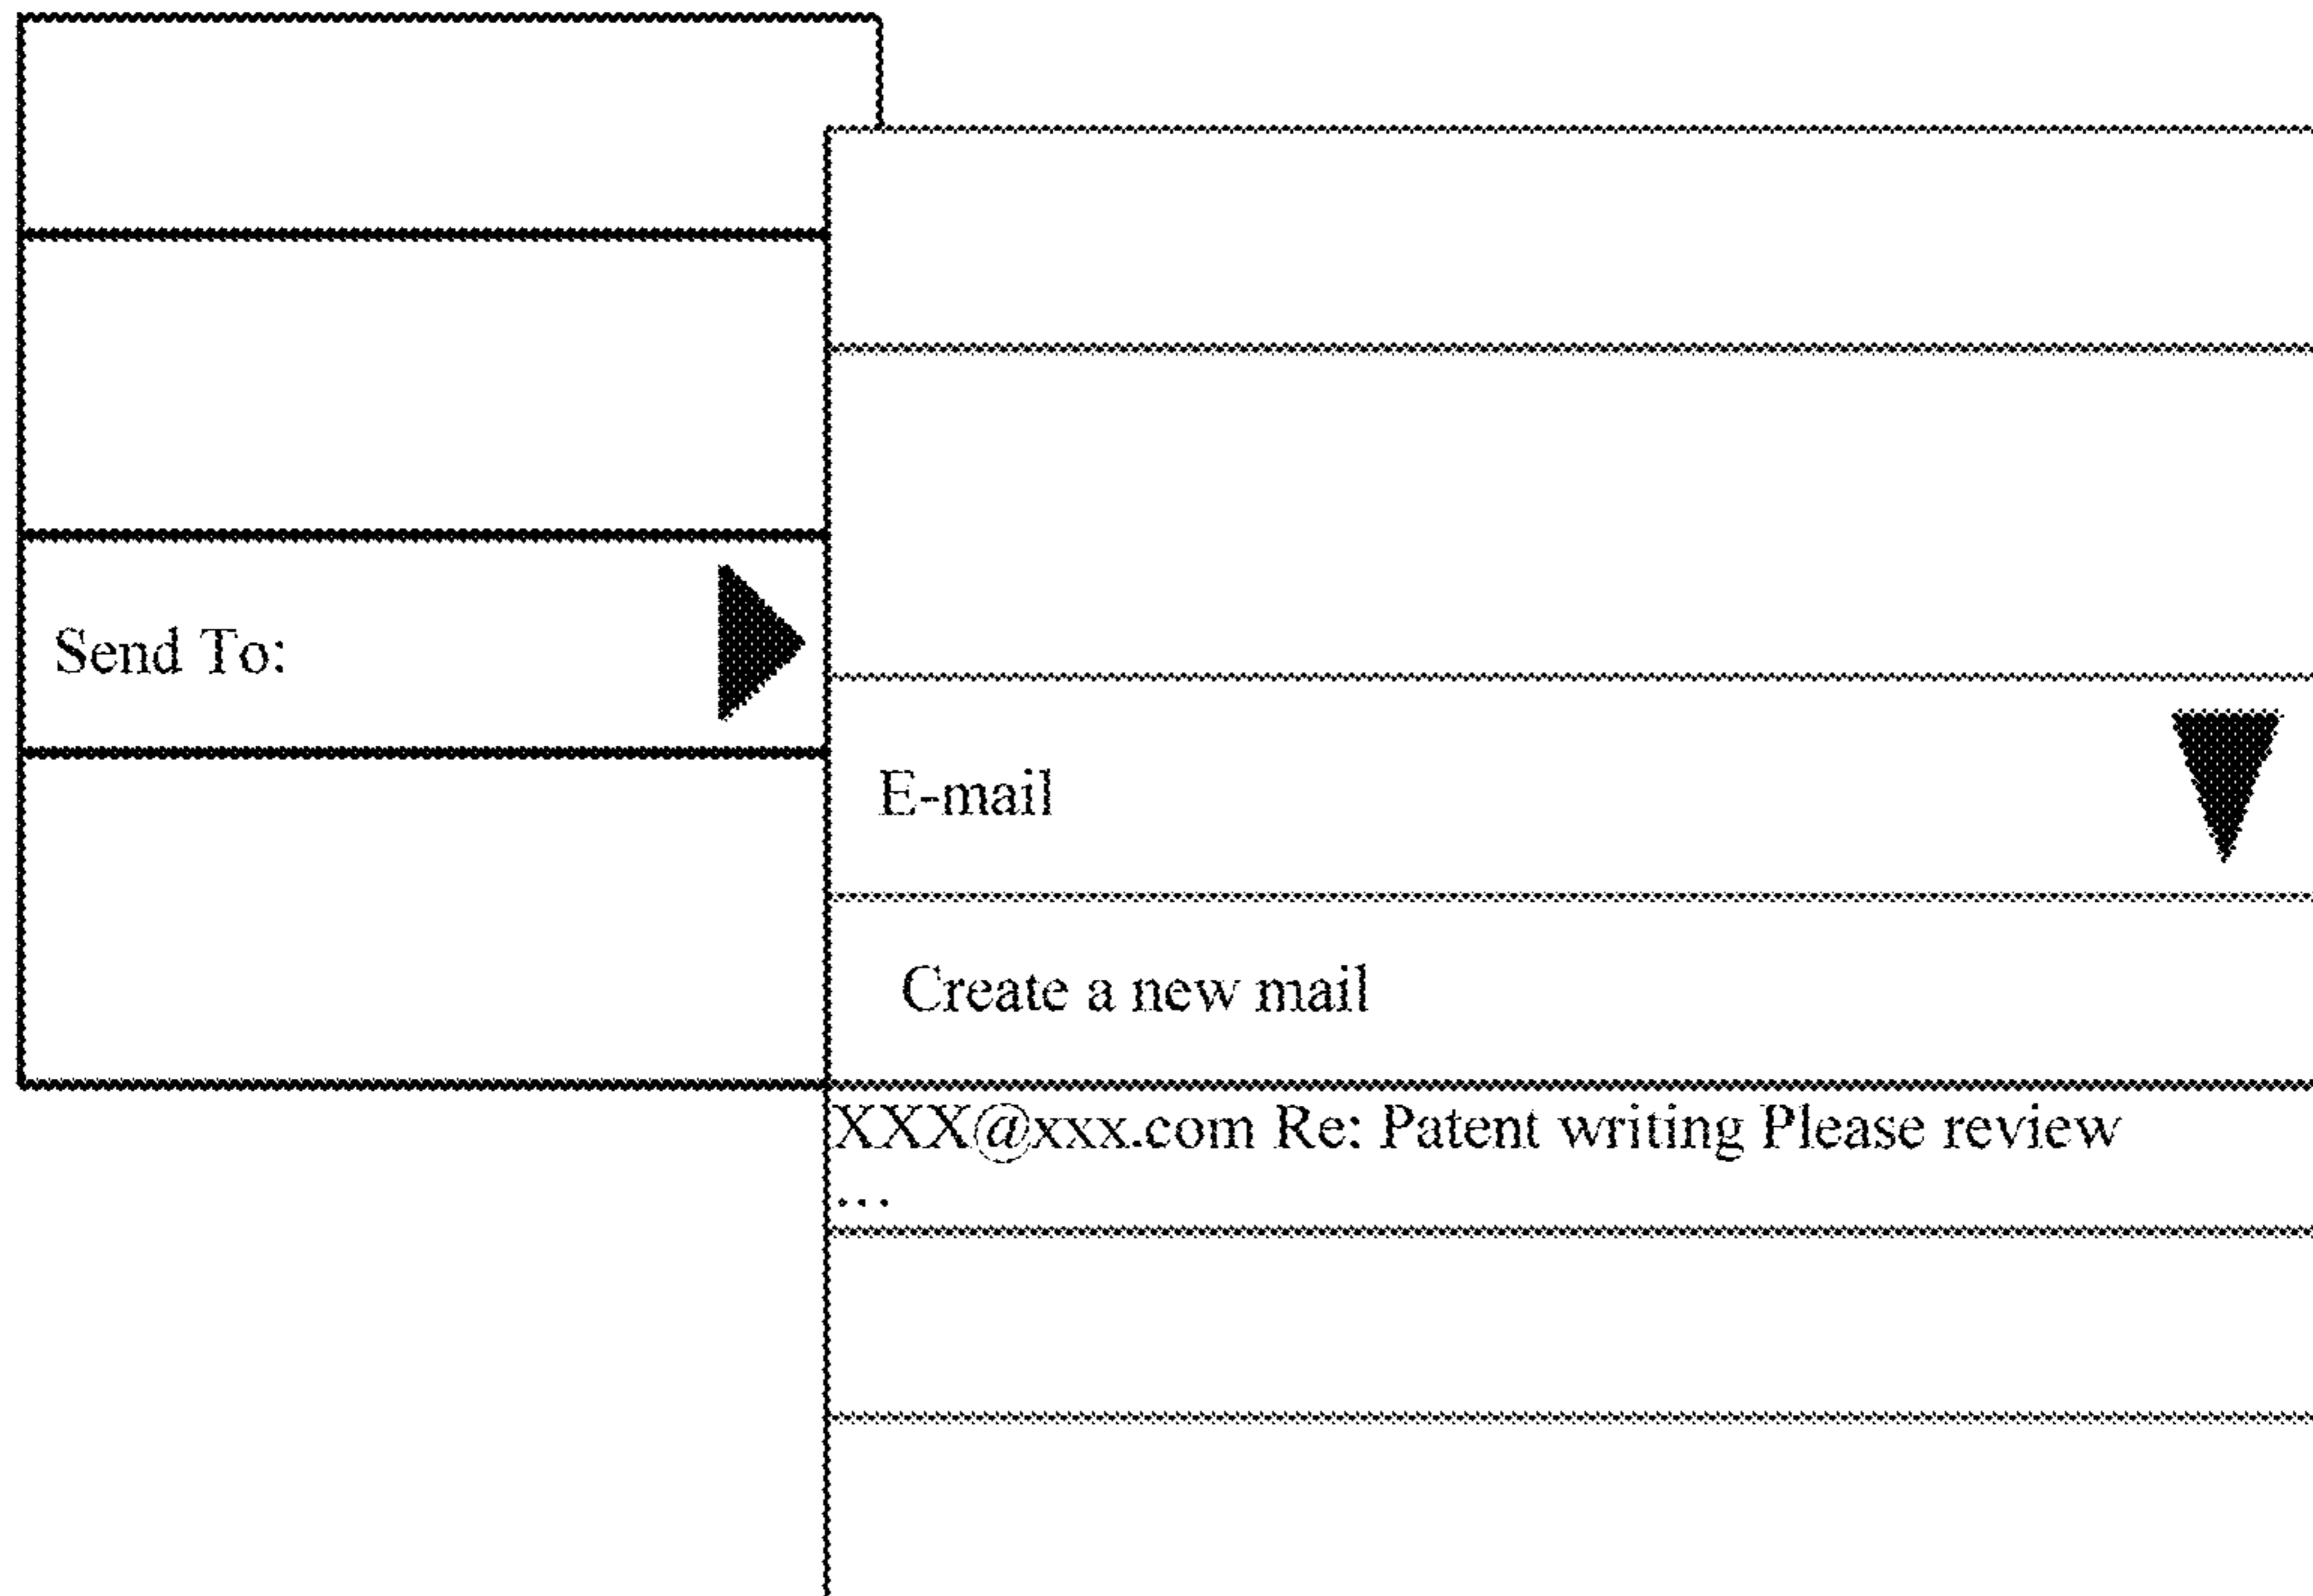 Send To:
E-mail
Create a new mail
XXX@xxx.com Re: Patent writing Please review
...